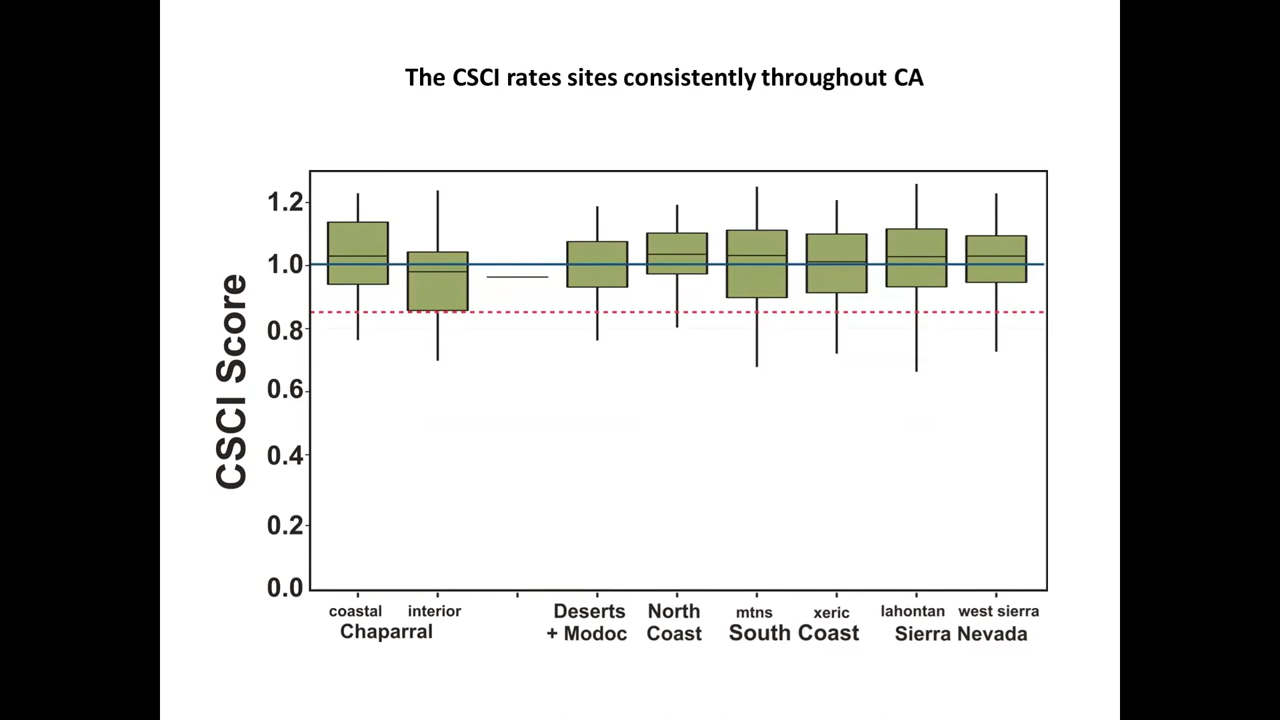 The CSCI rates sites consistently throughout CA
CSCI Score
1.2
1.0
0.8
0.6
0.4
0.2
0.0
coastal interior Deserts North mtns xeric lahontan west sierra
Chaparral + Modoc Coast South Coast Sierra Nevada